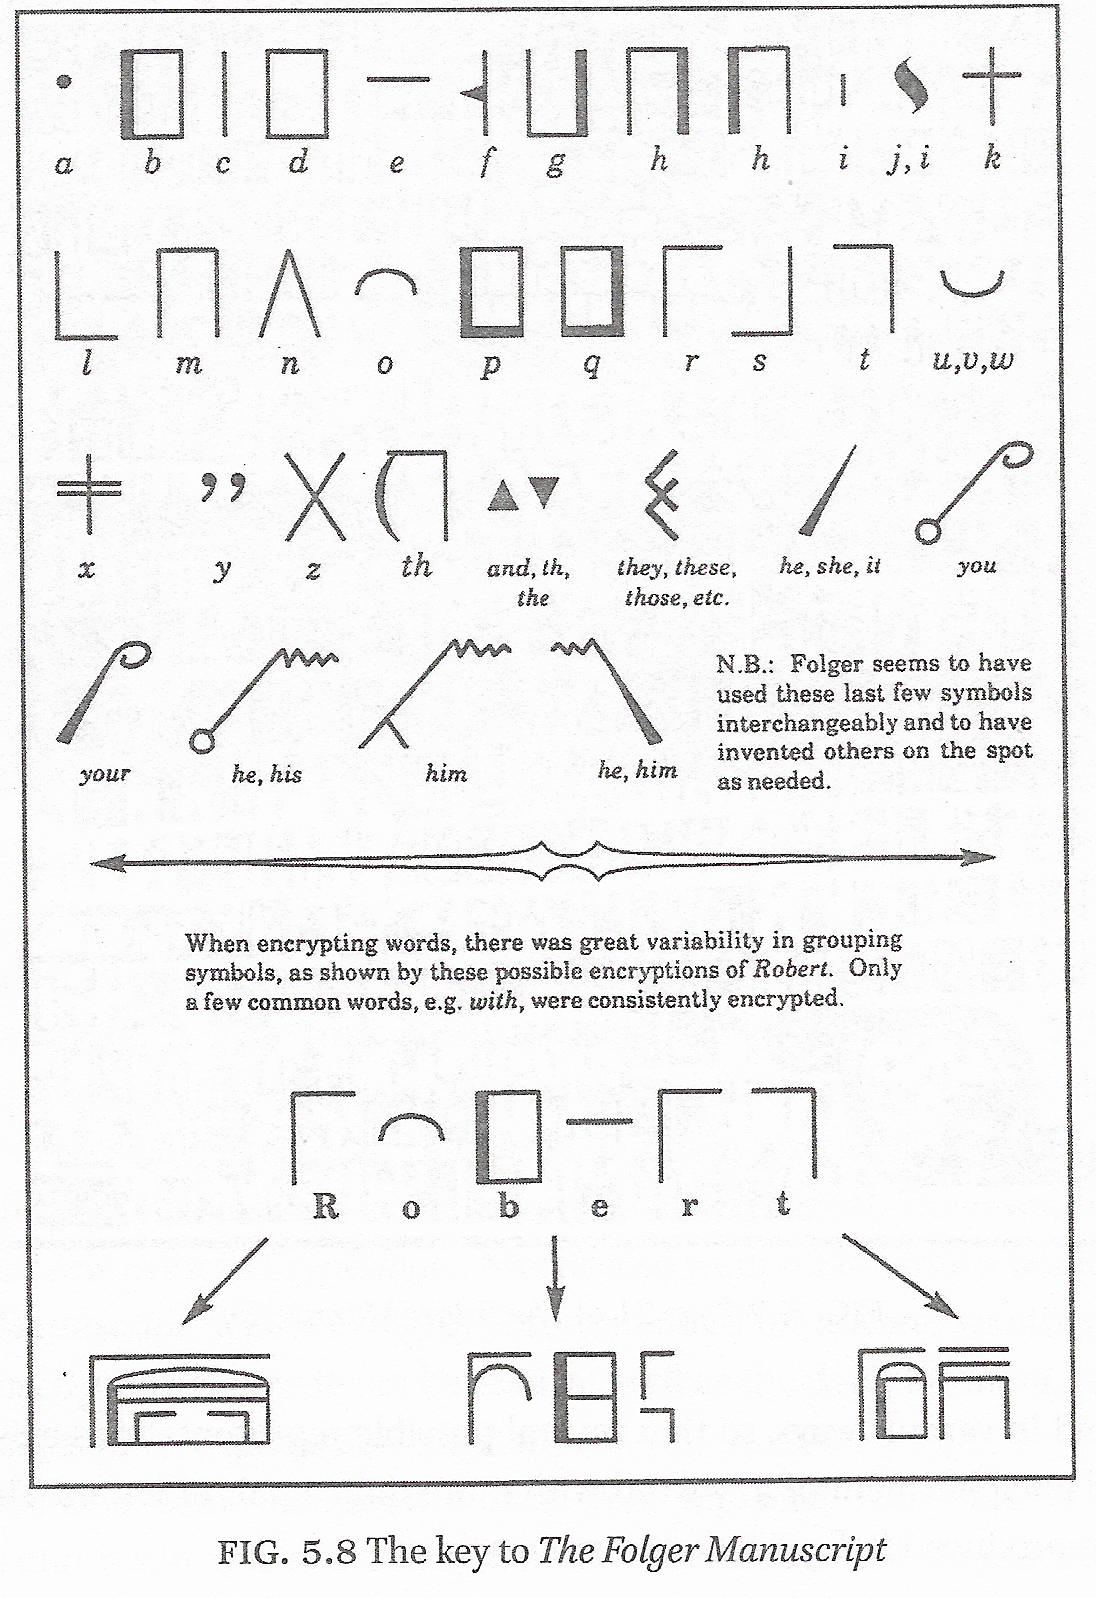 a b c d e f g h h i j, i k
l m n o p q r s t u,v,w
x y z th and, th, they, these, he, she, it you
the those, etc.
your he, his him he, him
N.B.: Folger seems to have
used these last few symbols
interchangeably and to have
invented others on the spot
as needed.
When encrypting words, there was great variability in grouping
symbols, as shown by these possible encryptions of Robert. Only
a few common words, e.g. with, were consistently encrypted.
R o b e r t
FIG. 5.8 The key to The Folger Manuscript